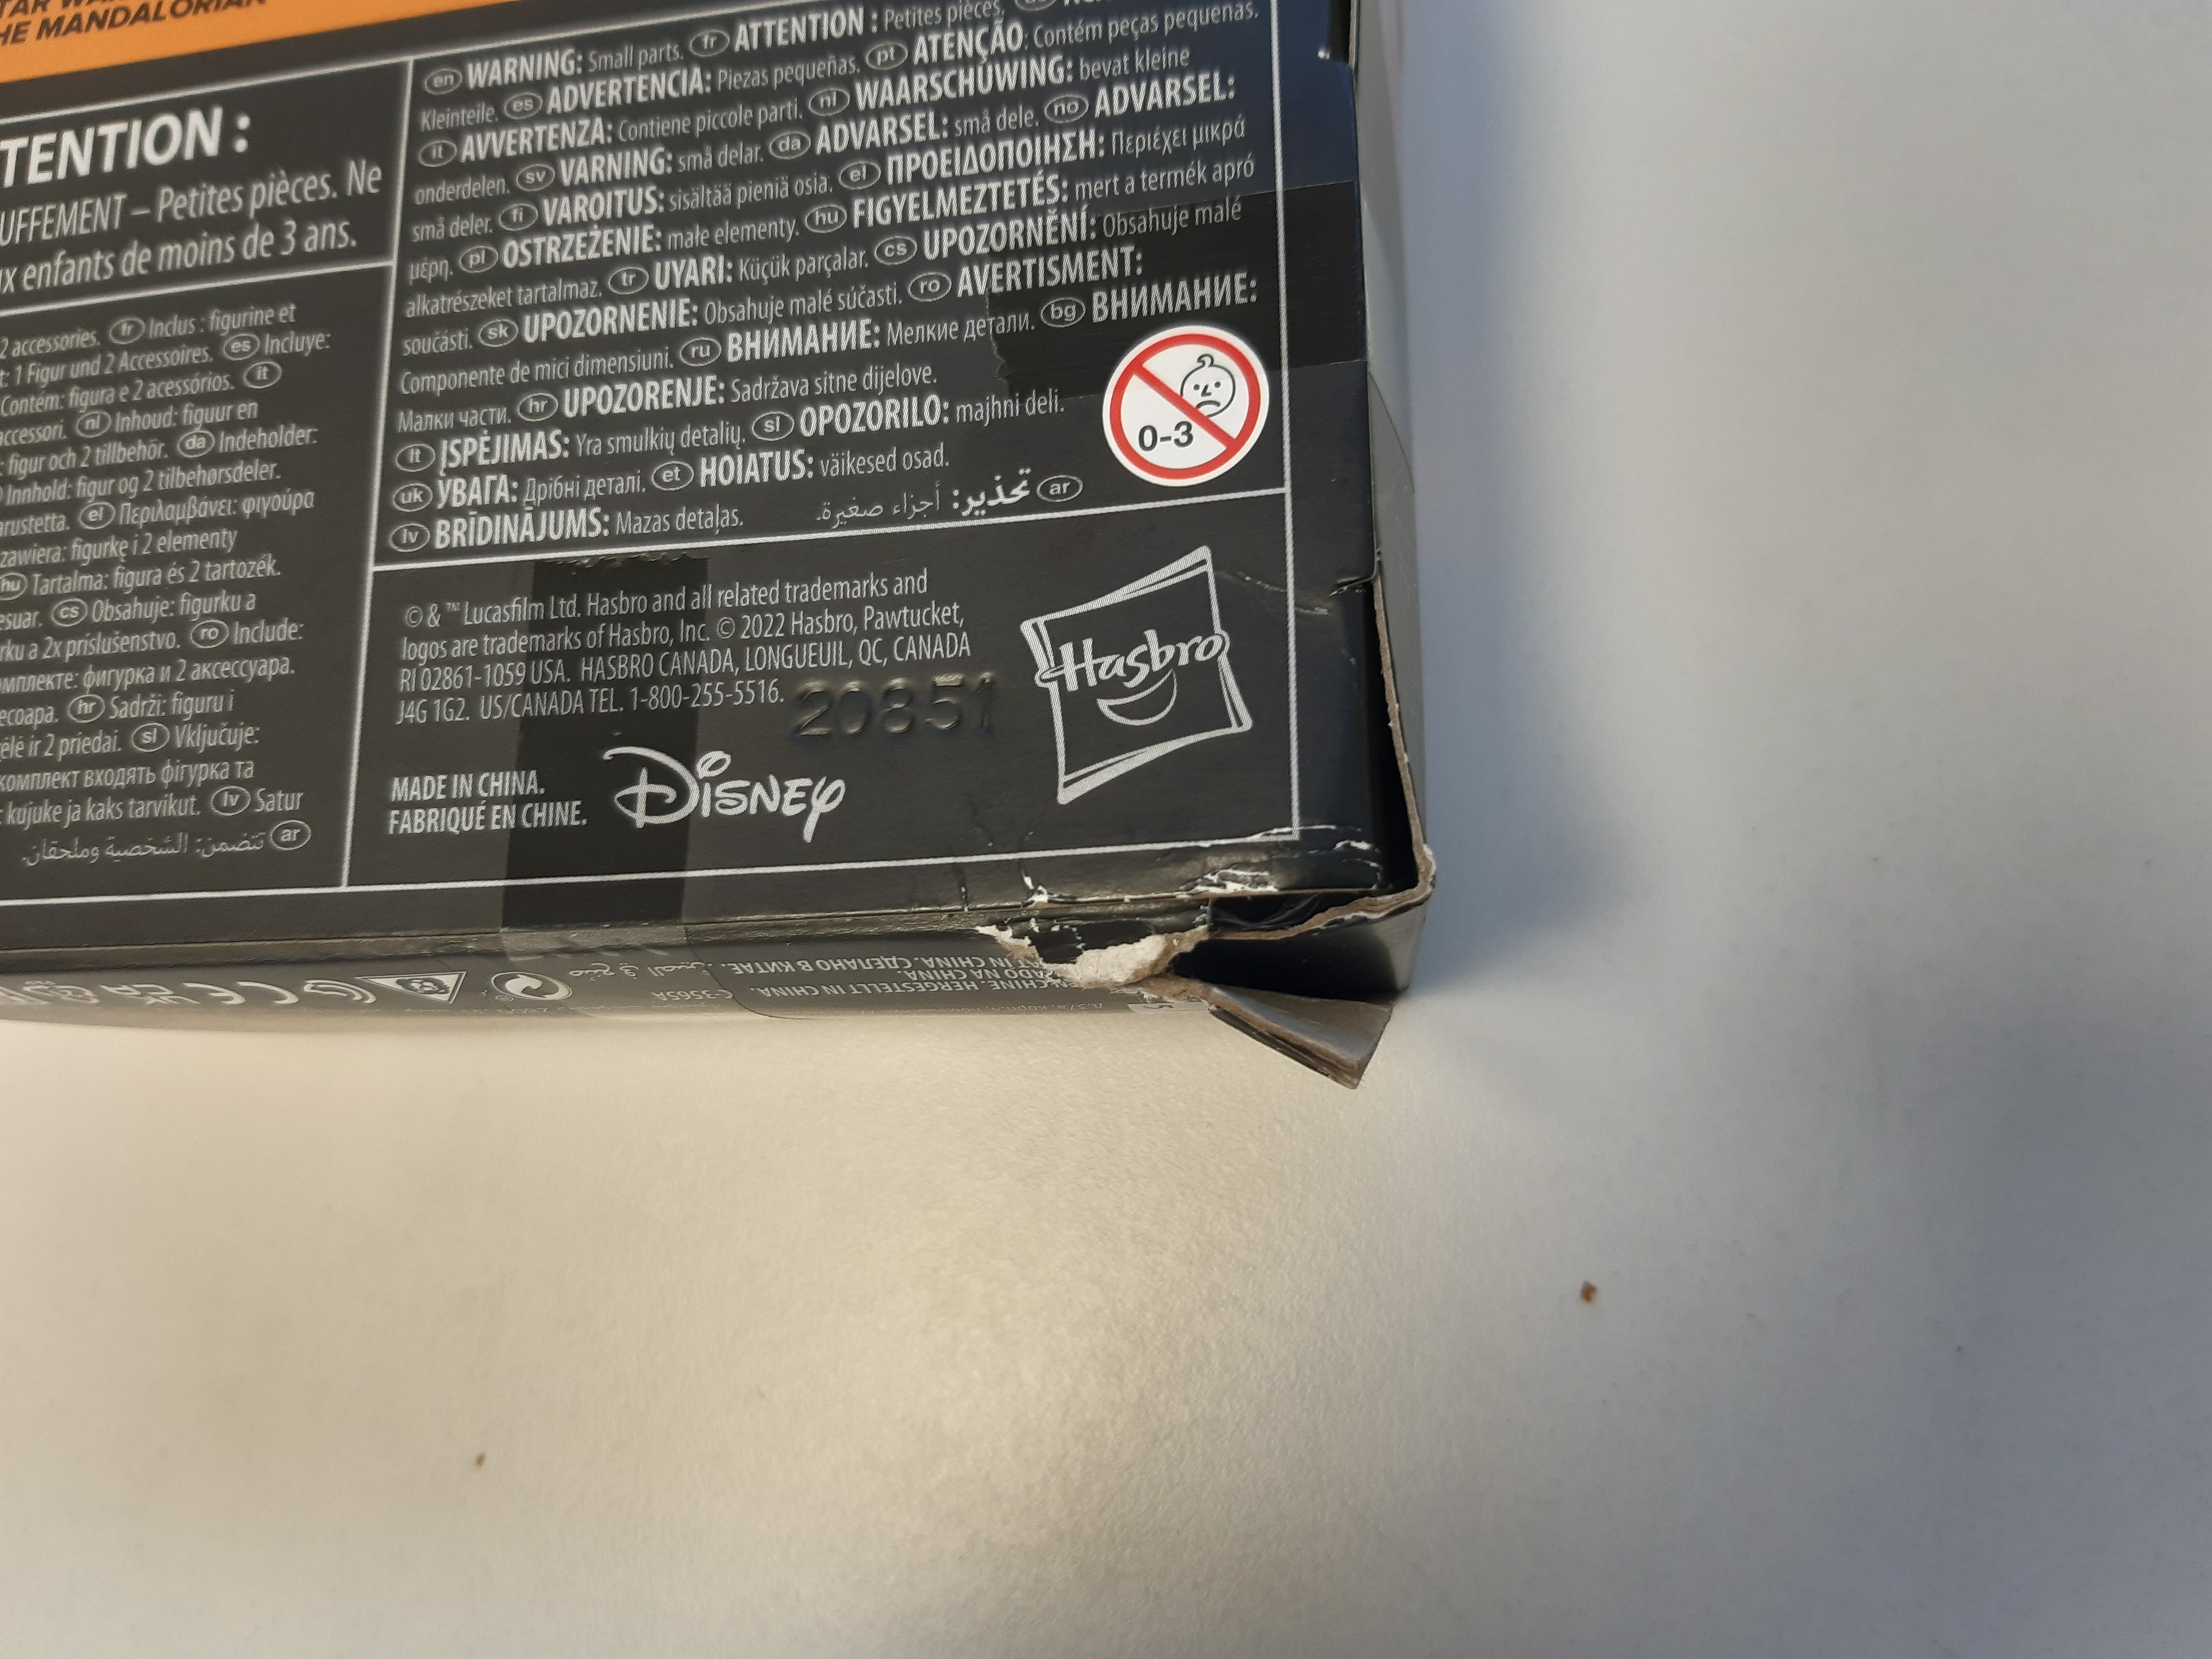 THE MANDALORIAN
TENTION :
UFFEMENT – Petites pièces. Ne
enfants de moins de 3 ans.
2 accessories. fr Inclus : figurine et
1 Figur und 2 Accessoires. es Incluye:
Contém: figura e 2 acessórios. it
accessori. nl Inhoud: figuur en
figur och 2 tillbehör. da Indeholder:
Innhold: figur og 2 tilbehørsdeler.
el Περιλαμβάνει: φιγούρα
zawiera: figurkę i 2 elementy
hu Tartalma: figura és 2 tartozék.
cs Obsahuje: figurku a
2x príslušenstvo. ro Include:
фигурка и 2 аксессуара.
hr Sadrži: figuru i
ir 2 priedai. sl Vključuje:
комплект входять фігурка та
kujuke ja kaks tarvikut. lv Satur
ar تتضمن: الشخصية وملحقان.
en WARNING: Small parts. fr ATTENTION : Petites pièces.
Kleinteile. es ADVERTENCIA: Piezas pequeñas. pt ATENÇÃO: Contém peças pequenas.
it AVVERTENZA: Contiene piccole parti. nl WAARSCHUWING: bevat kleine
onderdelen. sv VARNING: små delar. da ADVARSEL: små dele. no ADVARSEL:
små deler. fi VAROITUS: sisältää pieniä osia. el ΠΡΟΕΙΔΟΠΟΙΗΣΗ: Περιέχει μικρά
μέρη. pl OSTRZEŻENIE: małe elementy. hu FIGYELMEZTETÉS: mert a termék apró
alkatrészeket tartalmaz. tr UYARI: Küçük parçalar. cs UPOZORNĚNÍ: Obsahuje malé
součásti. sk UPOZORNENIE: Obsahuje malé súčasti. ro AVERTISMENT:
Componente de mici dimensiuni. ru ВНИМАНИЕ: Мелкие детали. bg ВНИМАНИЕ:
Малки части. hr UPOZORENJE: Sadržava sitne dijelove.
lt ĮSPĖJIMAS: Yra smulkių detalių. sl OPOZORILO: majhni deli.
uk УВАГА: Дрібні деталі. et HOIATUS: väikesed osad.
lv BRĪDINĀJUMS: Mazas detaļas. ar تحذير: أجزاء صغيرة.
0-3
© & ™ Lucasfilm Ltd. Hasbro and all related trademarks and
logos are trademarks of Hasbro, Inc. © 2022 Hasbro, Pawtucket,
RI 02861-1059 USA. HASBRO CANADA, LONGUEUIL, QC, CANADA
J4G 1G2. US/CANADA TEL. 1-800-255-5516.
20851
Hasbro
MADE IN CHINA.
FABRIQUÉ EN CHINE.
Disney
CHINE. HERGESTELLT IN CHINA.
NA CHINA.
IN CHINA. СДЕЛАНО В КИТАЕ.
CE